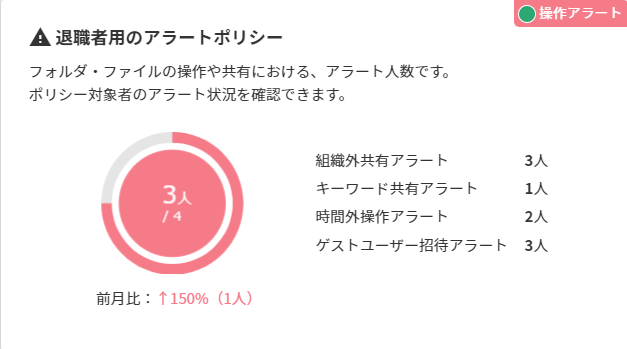 操作アラート
退職者用のアラートポリシー
フォルダ・ファイルの操作や共有における、アラート人数です。
ポリシー対象者のアラート状況を確認できます。
3人
/ 4
前月比：↑150%（1人）
組織外共有アラート 3人
キーワード共有アラート 1人
時間外操作アラート 2人
ゲストユーザー招待アラート 3人